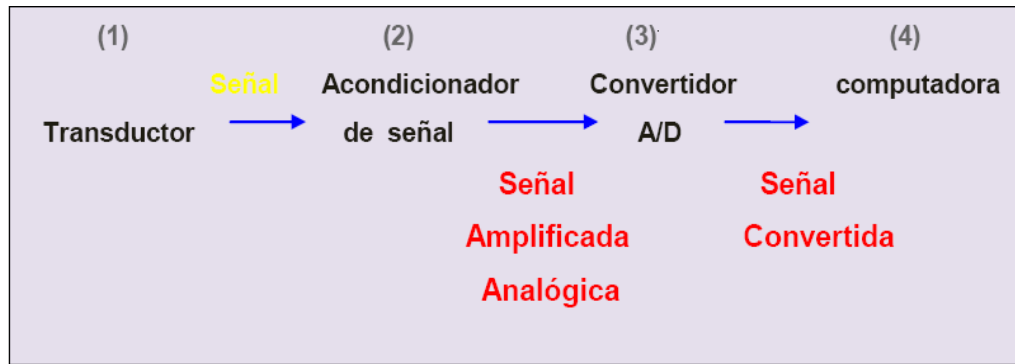 (1) (2) (3) (4)
Señal Acondicionador Convertidor computadora
Transductor de señal A/D
Señal Señal
Amplificada Convertida
Analógica